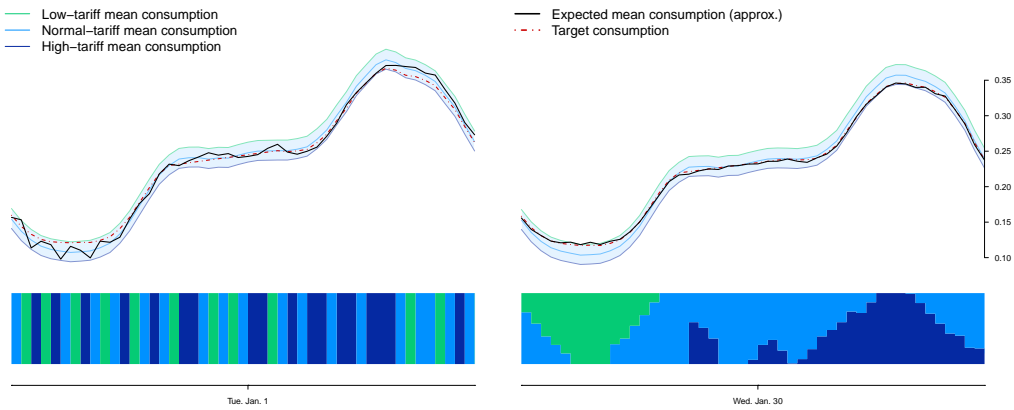 Low−tariff mean consumption
Normal−tariff mean consumption
High−tariff mean consumption
Expected mean consumption (approx.)
Target consumption
0.35
0.30
0.25
0.20
0.15
0.10
Tue. Jan. 1
Wed. Jan. 30